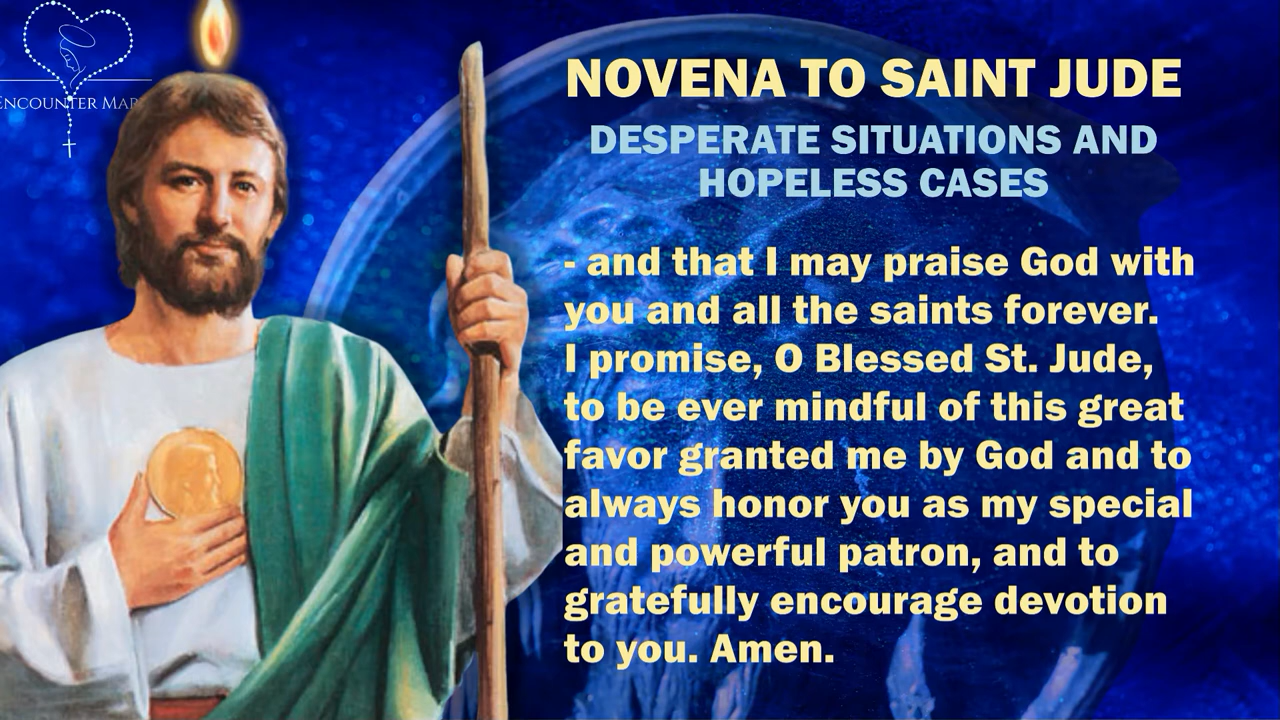 ENCOUNTER MAR
NOVENA TO SAINT JUDE
DESPERATE SITUATIONS AND
HOPELESS CASES
- and that I may praise God with
you and all the saints forever.
I promise, O Blessed St. Jude,
to be ever mindful of this great
favor granted me by God and to
always honor you as my special
and powerful patron, and to
gratefully encourage devotion
to you. Amen.